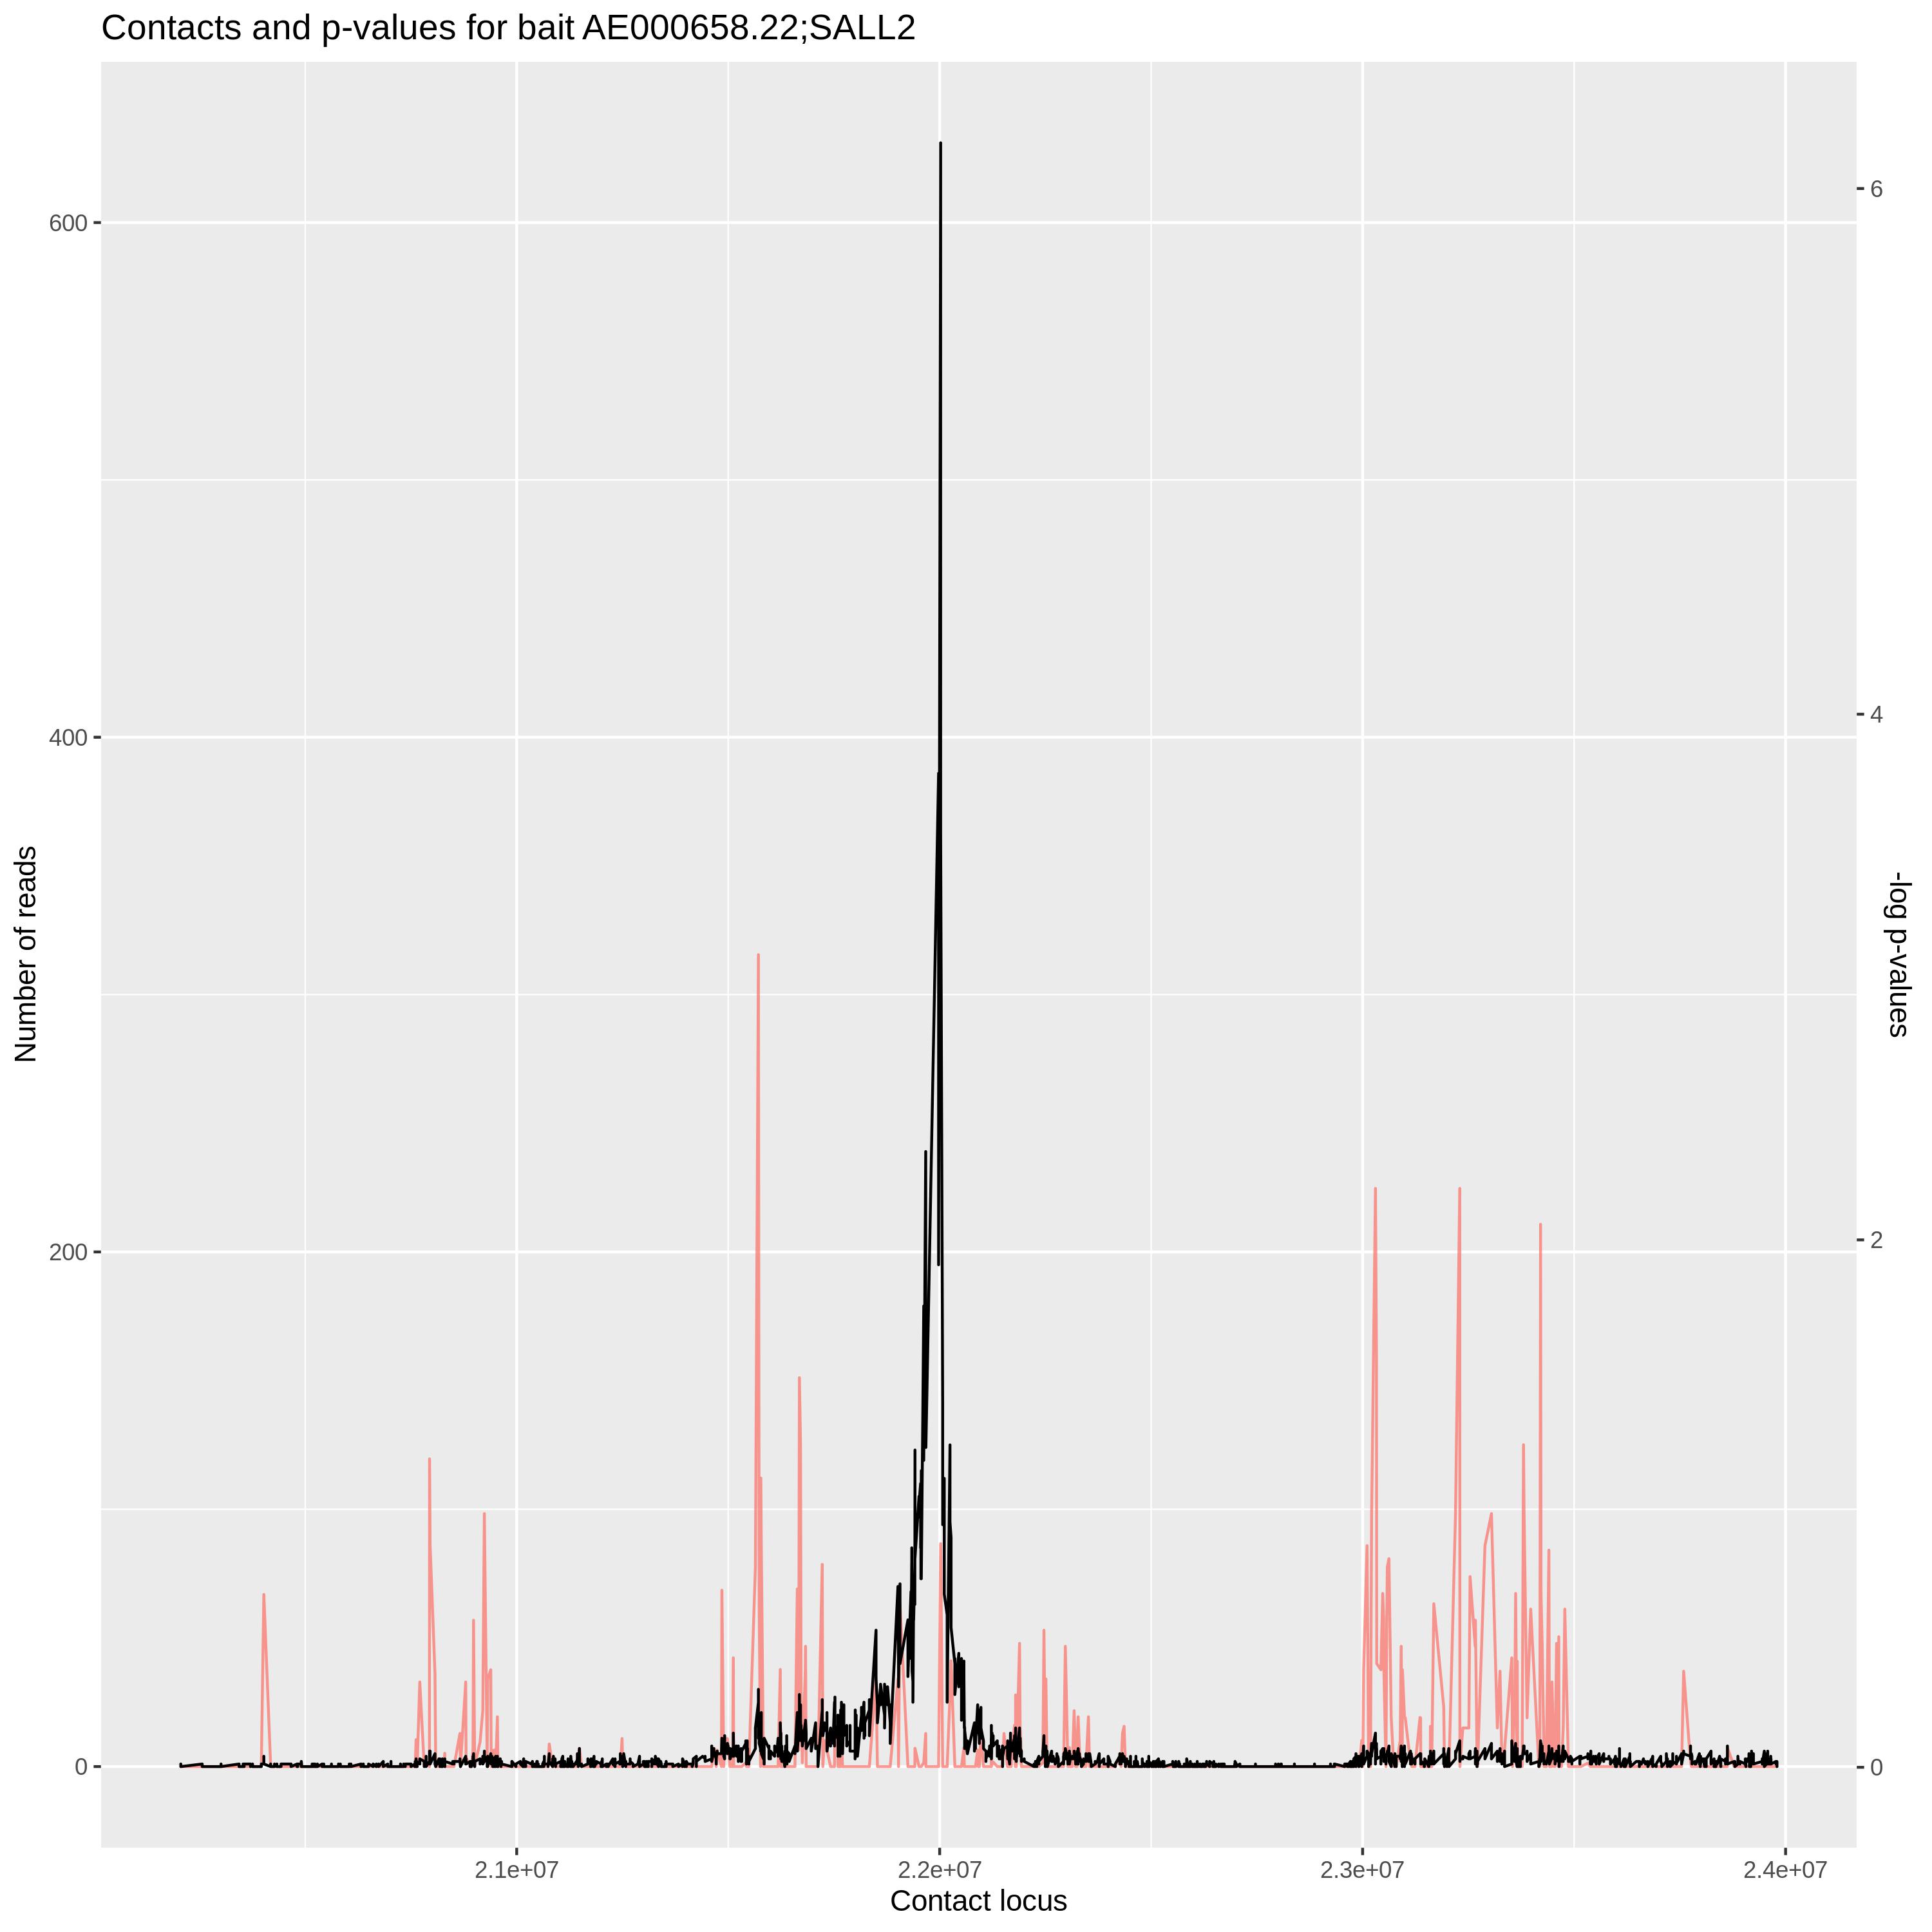 Contacts and p-values for bait AE000658.22;SALL2
600
400
200
0
6
4
2
0
Number of reads
-log p-values
2.1e+07
2.2e+07
2.3e+07
2.4e+07
Contact locus